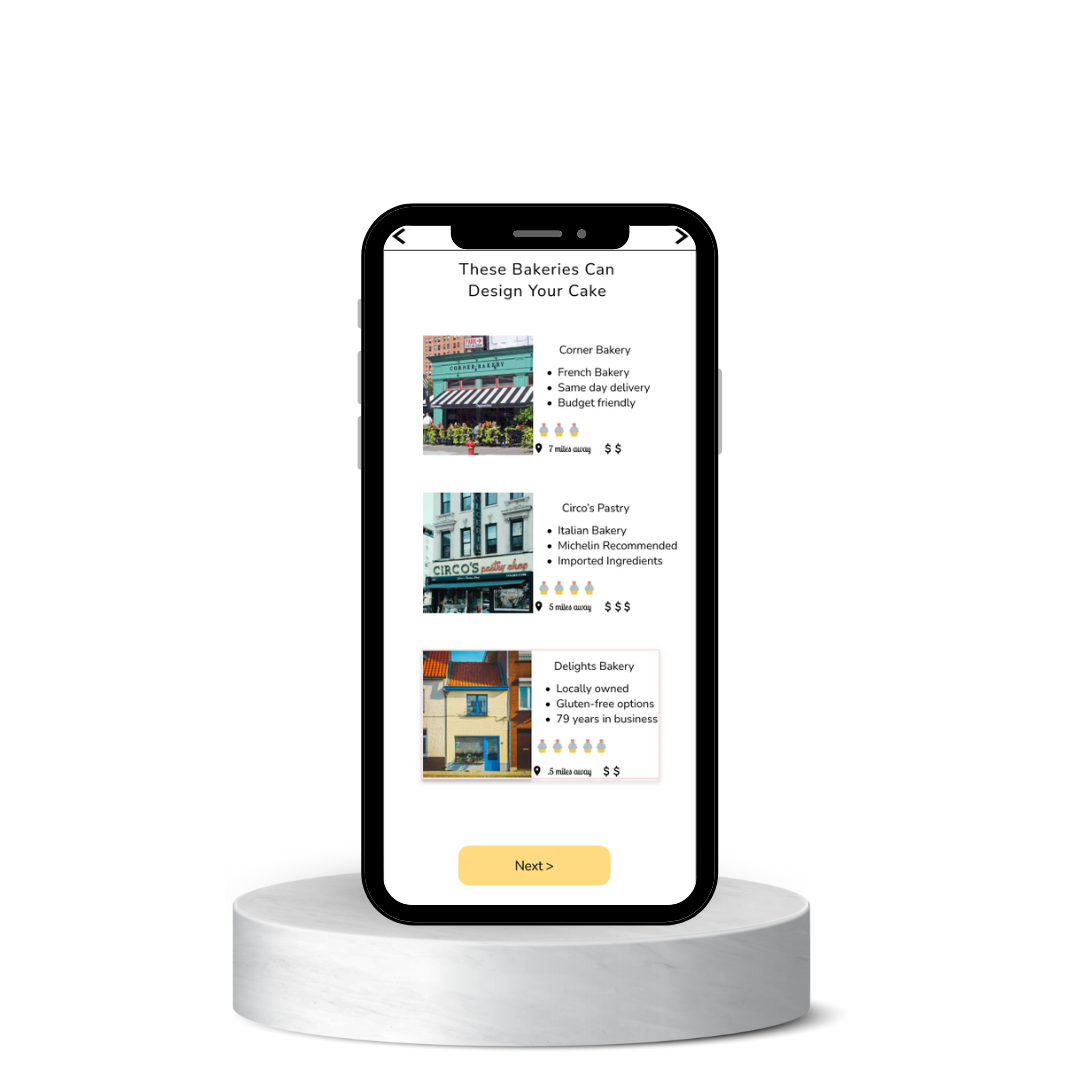 These Bakeries Can
Design Your Cake
CORNER BAKERY
Corner Bakery
• French Bakery
• Same day delivery
• Budget friendly
7 miles away $ $
CIRCO'S pastry shop
Circo's Pastry
• Italian Bakery
• Michelin Recommended
• Imported Ingredients
5 miles away $ $ $
Delights Bakery
• Locally owned
• Gluten-free options
• 79 years in business
.5 miles away $ $
Next >